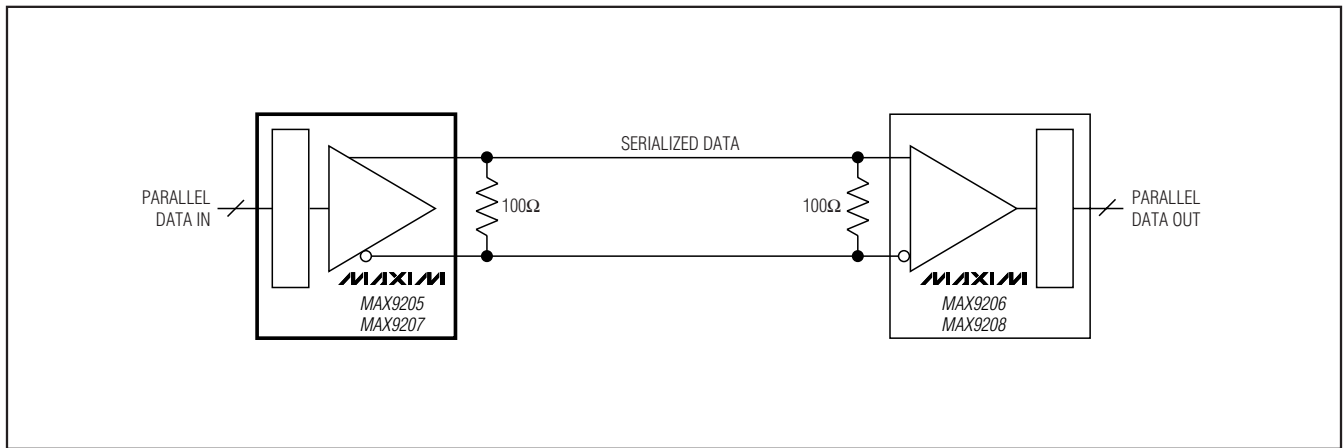 SERIALIZED DATA
PARALLEL
DATA IN
100Ω
100Ω
PARALLEL
DATA OUT
MAXIM
MAX9205
MAX9207
MAXIM
MAX9206
MAX9208